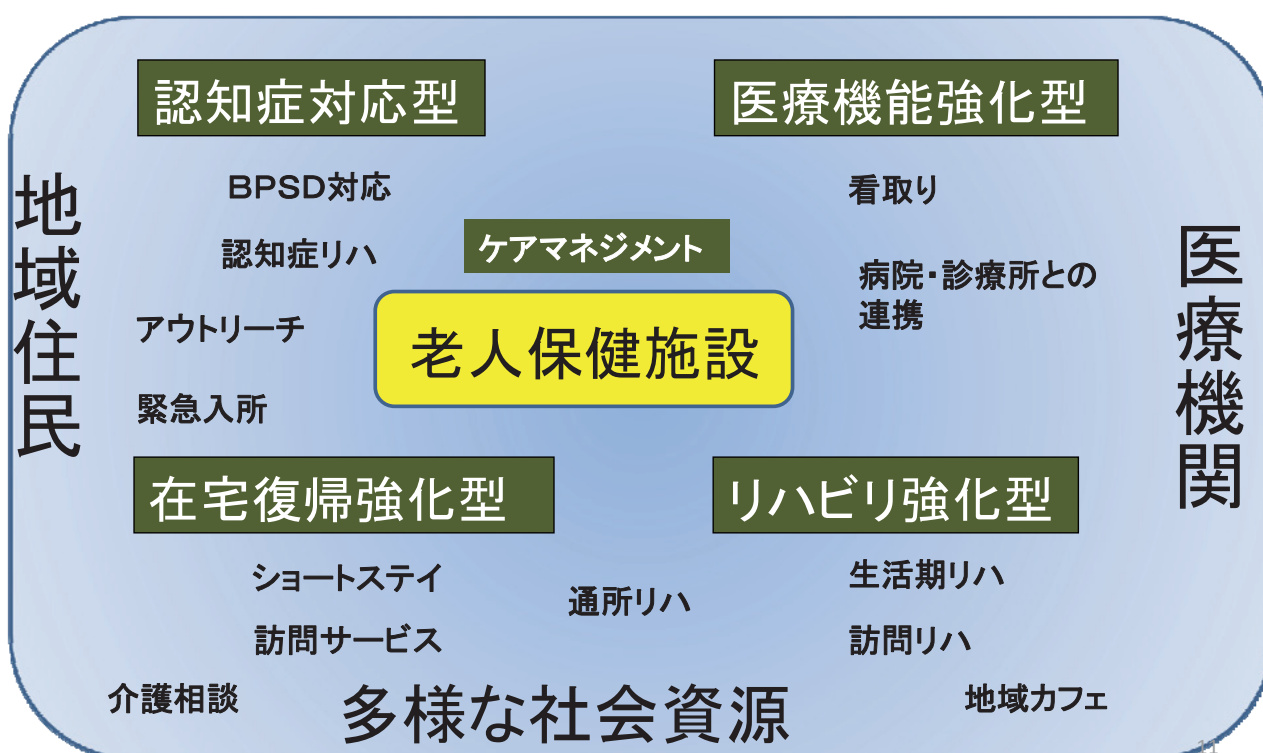 認知症対応型
医療機能強化型
地域住民
BPSD対応
認知症リハ
アウトリーチ
緊急入所
ケアマネジメント
老人保健施設
看取り
病院・診療所との
連携
医療機関
在宅復帰強化型
リハビリ強化型
ショートステイ
訪問サービス
介護相談
通所リハ
生活期リハ
訪問リハ
地域カフェ
多様な社会資源
11